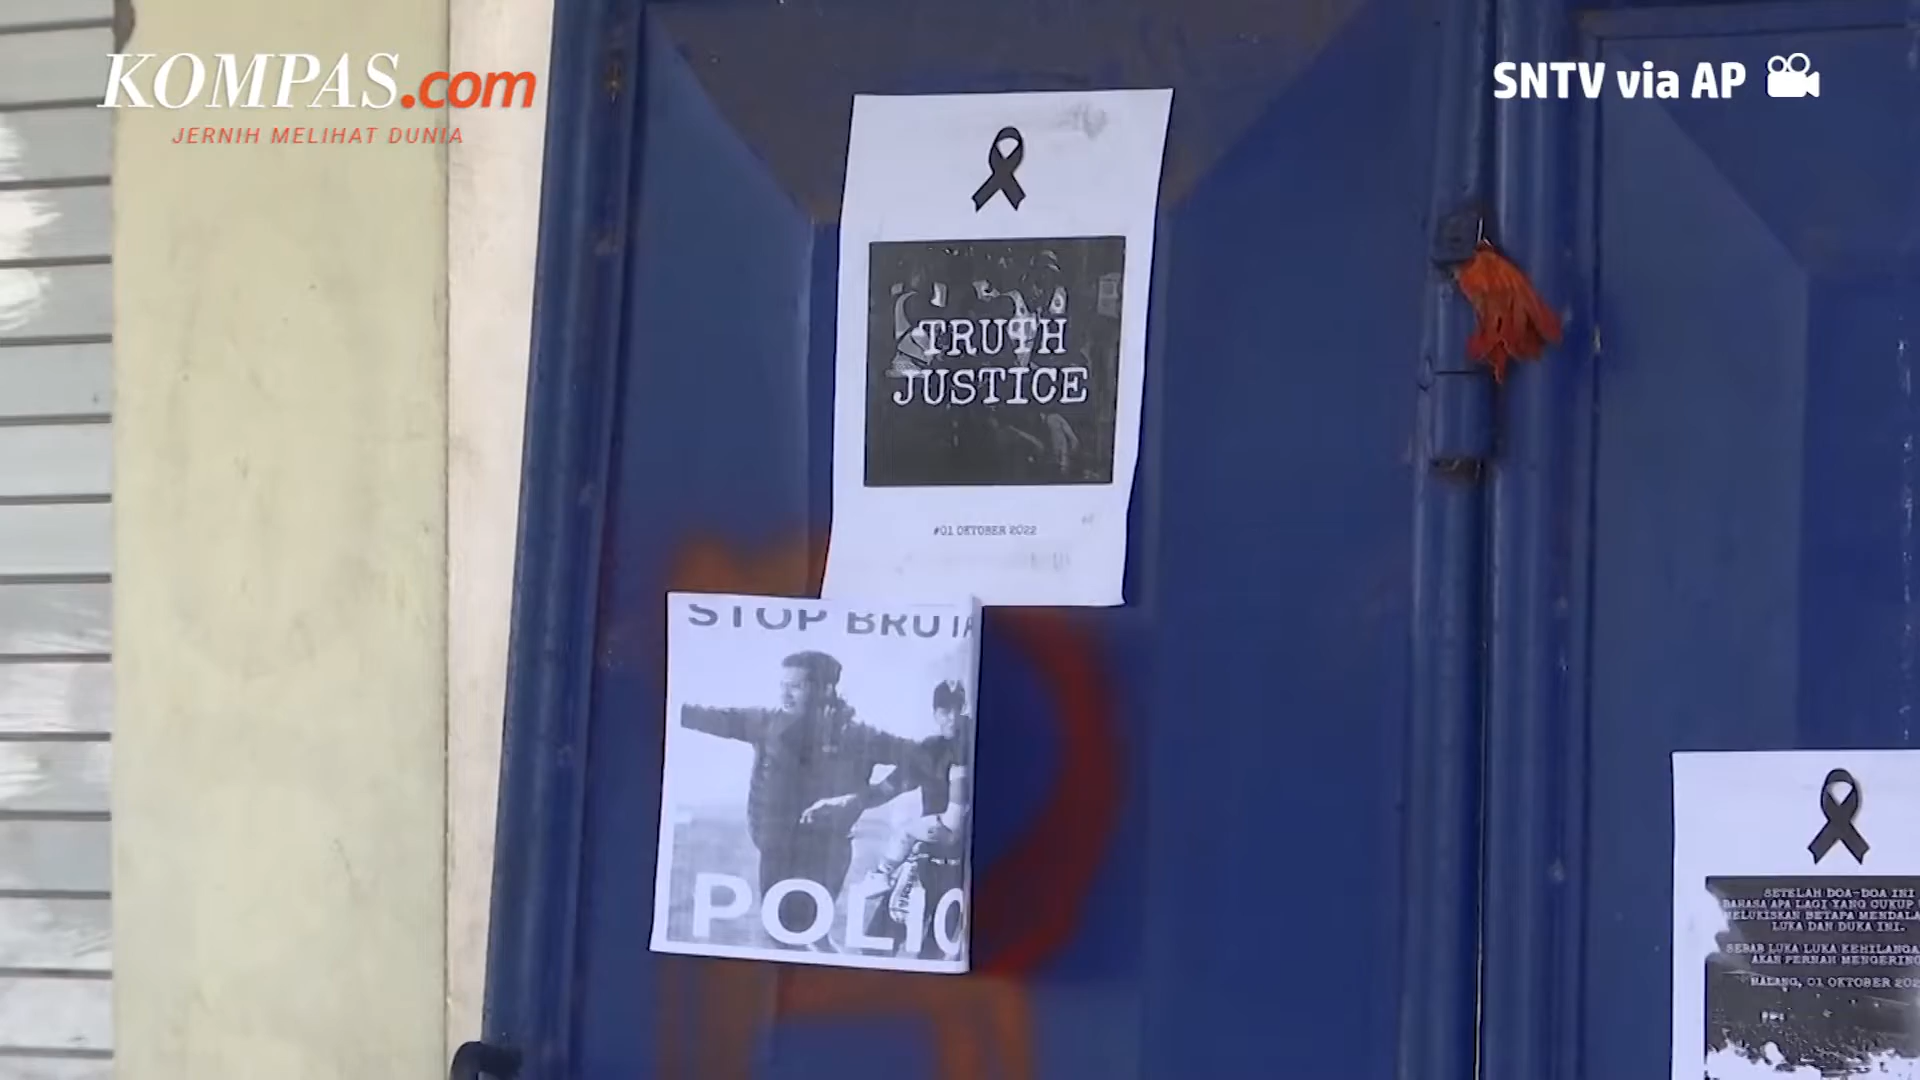 KOMPAS.com
JERNIH MELIHAT DUNIA
SNTV via AP
TRUTH
JUSTICE
#01 OKTOBER 2022
STOP BRUTA
POLIC
SETELAH DOA-DOA INI
BAHASA APA LAGI YANG CUKUP
MELUKISKAN BETAPA MENDALA
LUKA DAN DUKA INI.
SEBAB LUKA LUKA KEHILANGA
AKAN PERNAH MENGERING
MALANG, 01 OKTOBER 202